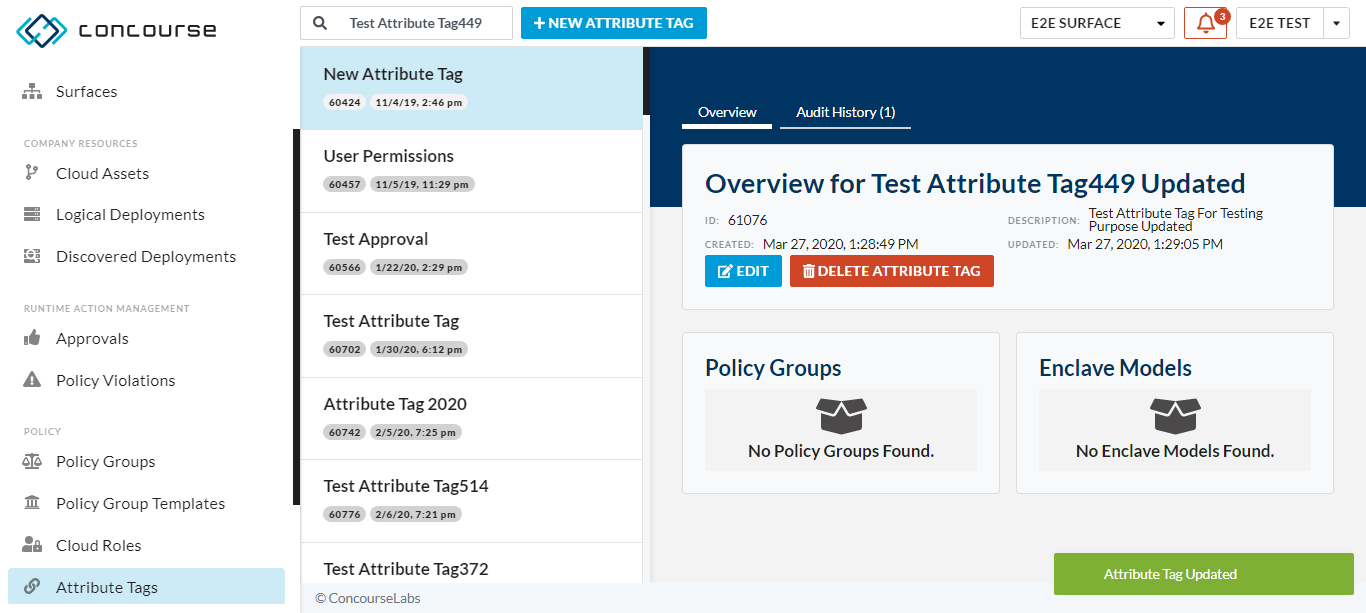 concourse
Test Attribute Tag449
NEW ATTRIBUTE TAG
E2E SURFACE
3
E2E TEST
Surfaces
COMPANY RESOURCES
Cloud Assets
Logical Deployments
Discovered Deployments
RUNTIME ACTION MANAGEMENT
Approvals
Policy Violations
POLICY
Policy Groups
Policy Group Templates
Cloud Roles
Attribute Tags
New Attribute Tag
60424 11/4/19, 2:46 pm
User Permissions
60457 11/5/19, 11:29 pm
Test Approval
60566 1/22/20, 2:29 pm
Test Attribute Tag
60702 1/30/20, 6:12 pm
Attribute Tag 2020
60742 2/5/20, 7:25 pm
Test Attribute Tag514
60776 2/6/20, 7:21 pm
Test Attribute Tag372
© ConcourseLabs
Overview
Audit History (1)
Overview for Test Attribute Tag449 Updated
ID: 61076
DESCRIPTION: Test Attribute Tag For Testing
Purpose Updated
CREATED: Mar 27, 2020, 1:28:49 PM
UPDATED: Mar 27, 2020, 1:29:05 PM
EDIT
DELETE ATTRIBUTE TAG
Policy Groups
No Policy Groups Found.
Enclave Models
No Enclave Models Found.
Attribute Tag Updated